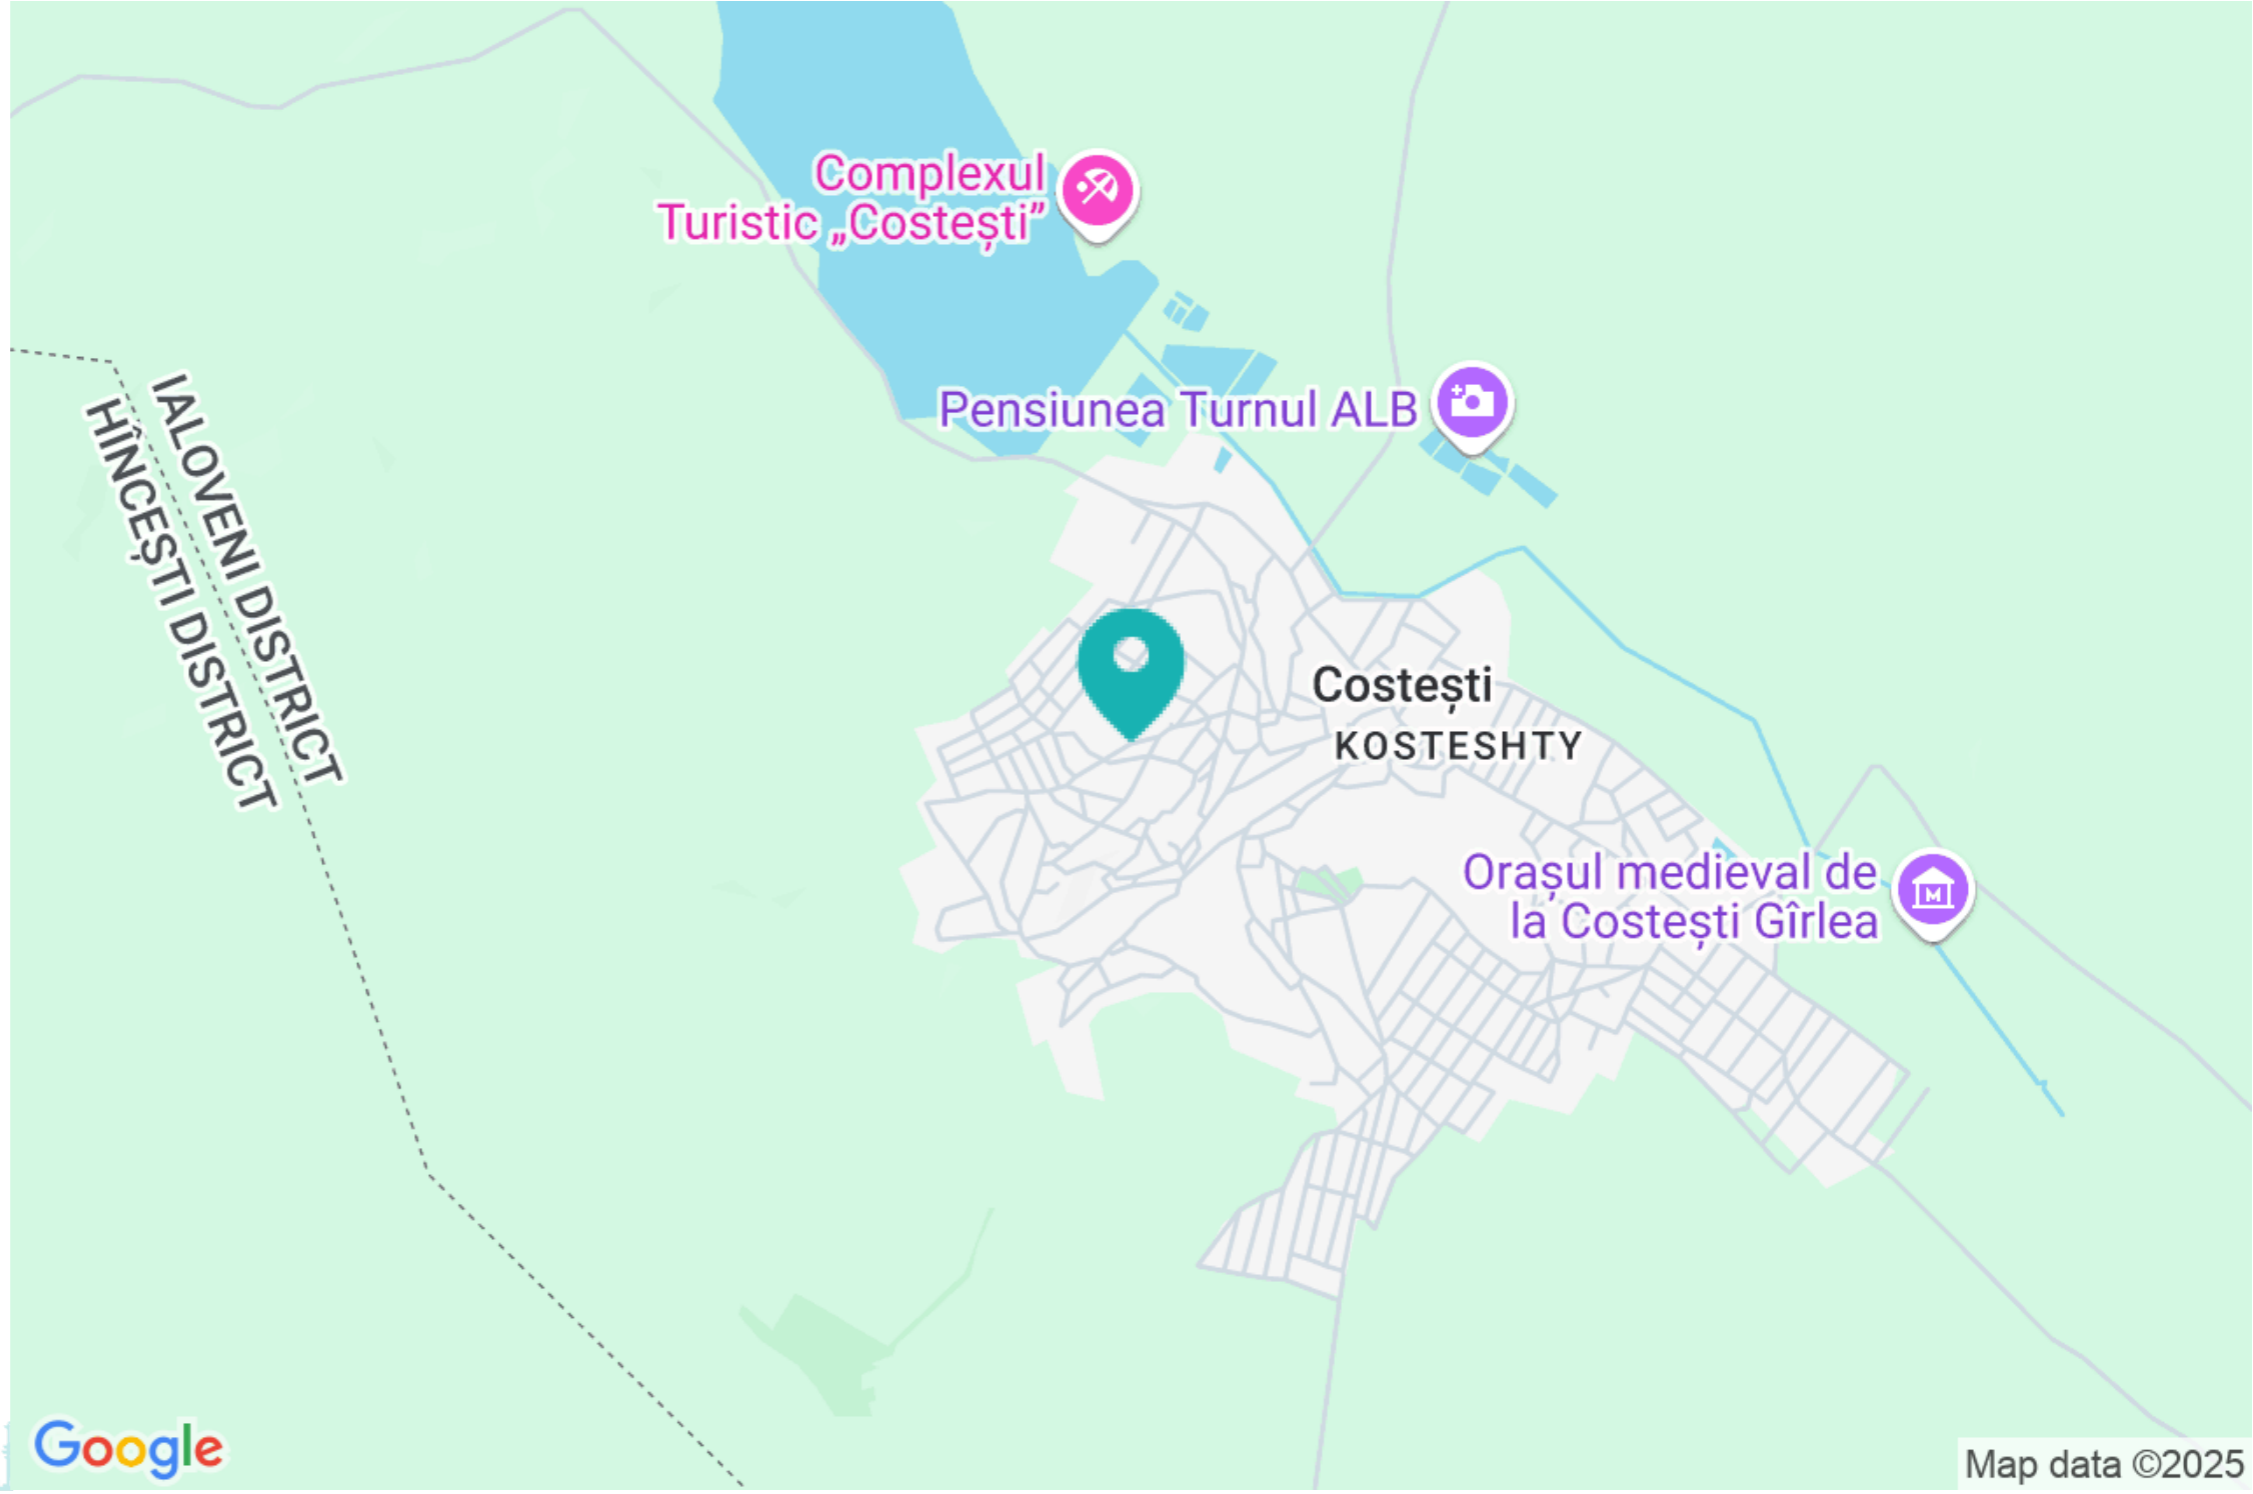 Complexul
Turistic „Costești”
Pensiunea Turnul ALB
IALOVENI DISTRICT
HÎNCEȘTI DISTRICT
Costești
KOSTESHTY
Orașul medieval de
la Costești Gîrlea
M
Google
Map data ©2025